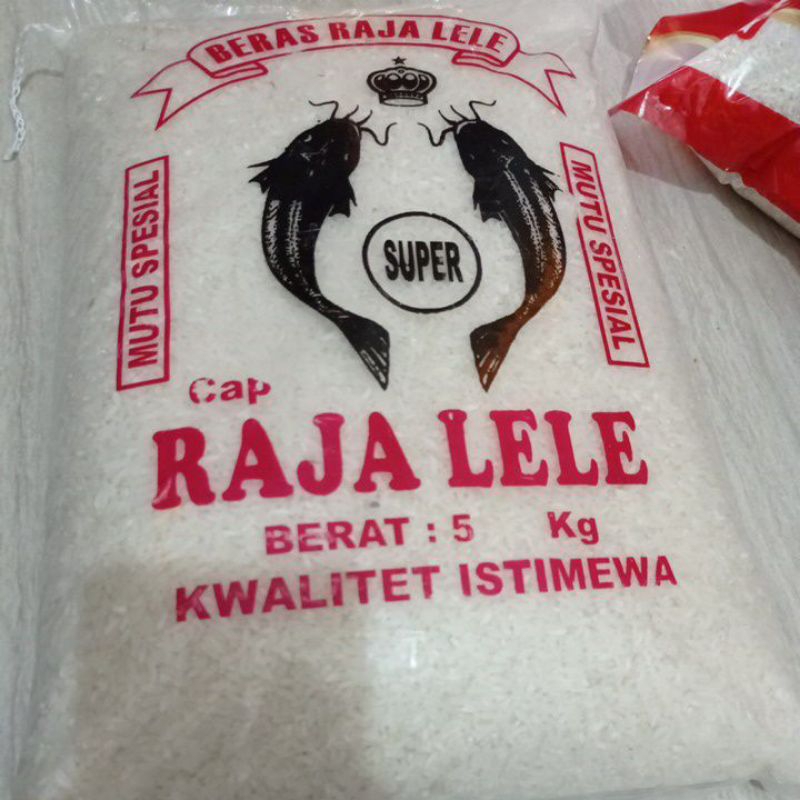 BERAS RAJA LELE
MUTU SPESIAL
SUPER
MUTU SPESIAL
Cap
RAJA LELE
BERAT : 5 Kg
KWALITET ISTIMEWA